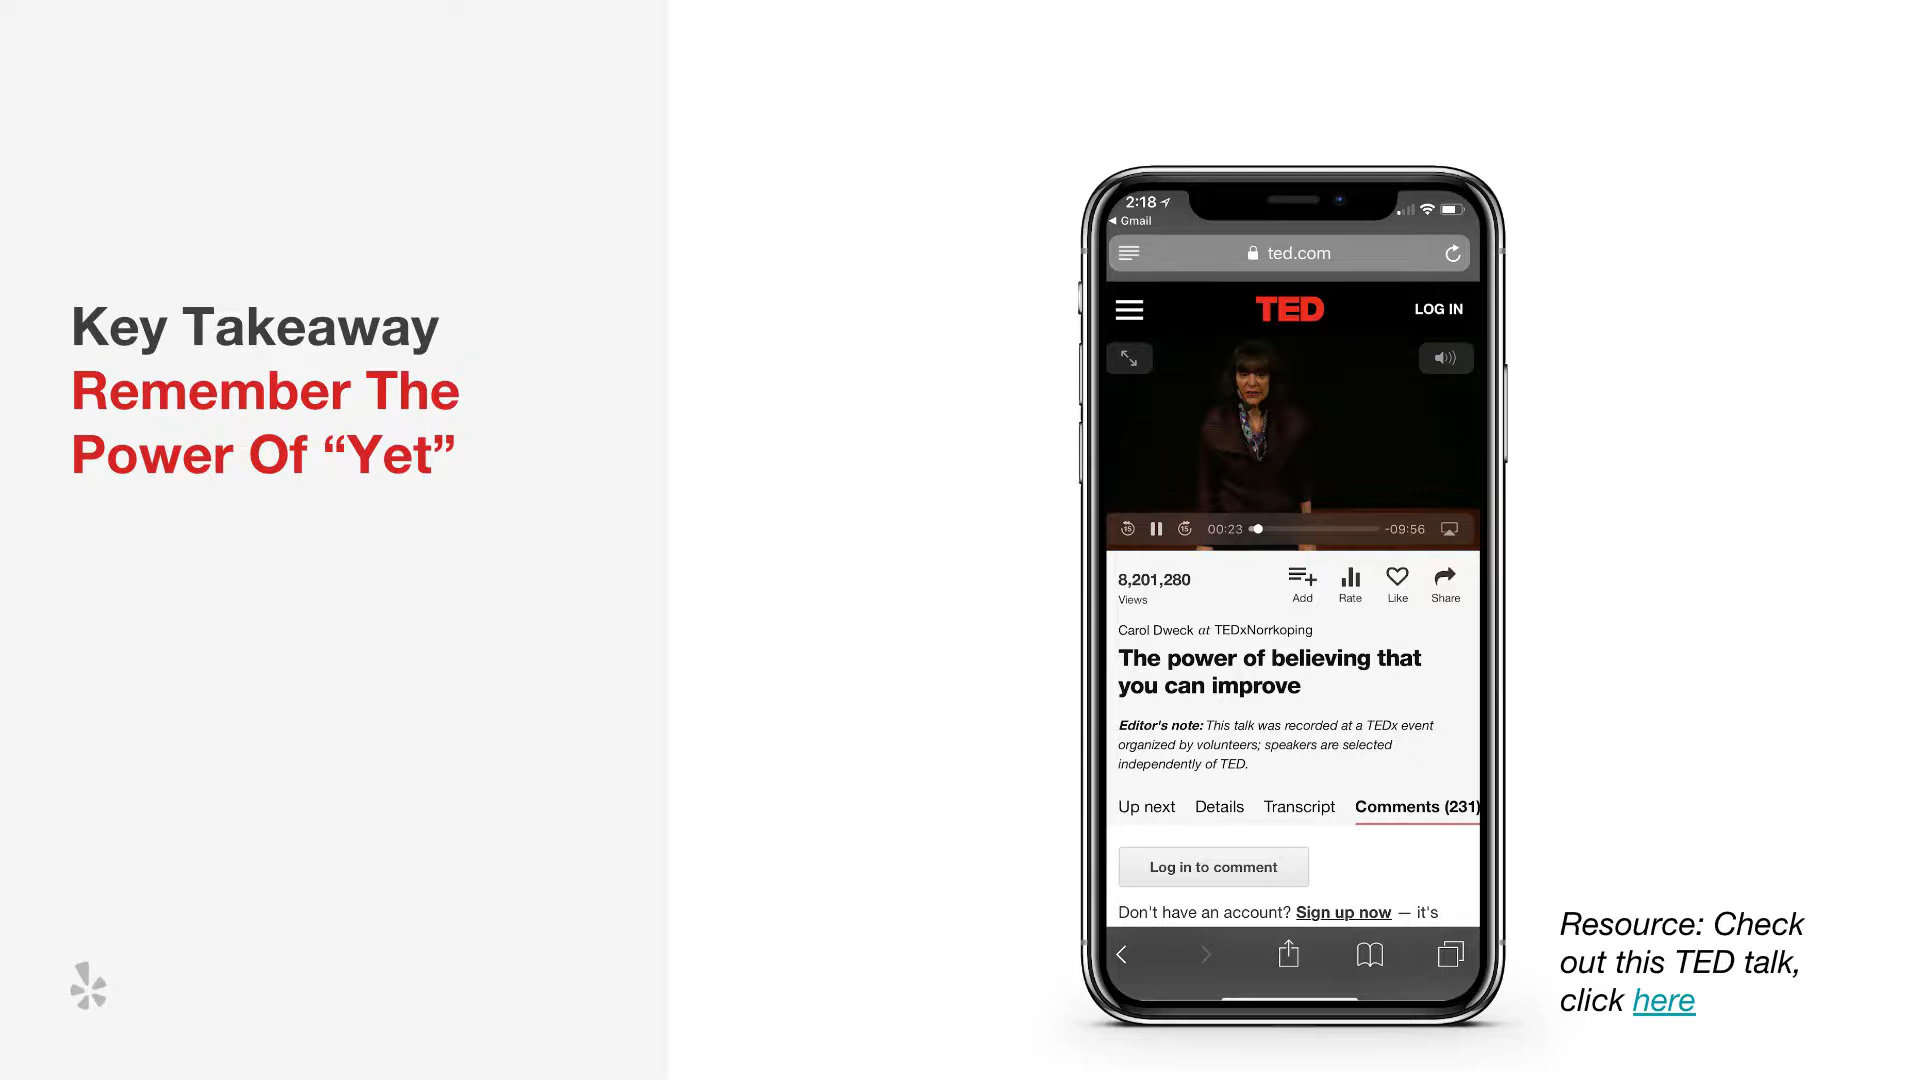 Key Takeaway
Remember The
Power Of “Yet”
2:18
Gmail
ted.com
TED
LOG IN
15
15
00:23
-09:56
8,201,280
Views
Add
Rate
Like
Share
Carol Dweck at TEDxNorrkoping
The power of believing that
you can improve
Editor's note: This talk was recorded at a TEDx event
organized by volunteers; speakers are selected
independently of TED.
Up next
Details
Transcript
Comments (231)
Log in to comment
Don't have an account? Sign up now — it's
Resource: Check
out this TED talk,
click here